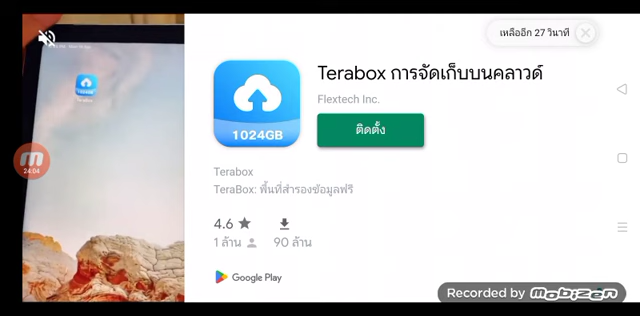 เหลืออีก 27 วินาที
Terabox การจัดเก็บบนคลาวด์
Flextech Inc.
1024GB
ติดตั้ง
24:04
Terabox
TeraBox: พื้นที่สำรองข้อมูลฟรี
4.6
1 ล้าน
90 ล้าน
Google Play
Recorded by mobizen